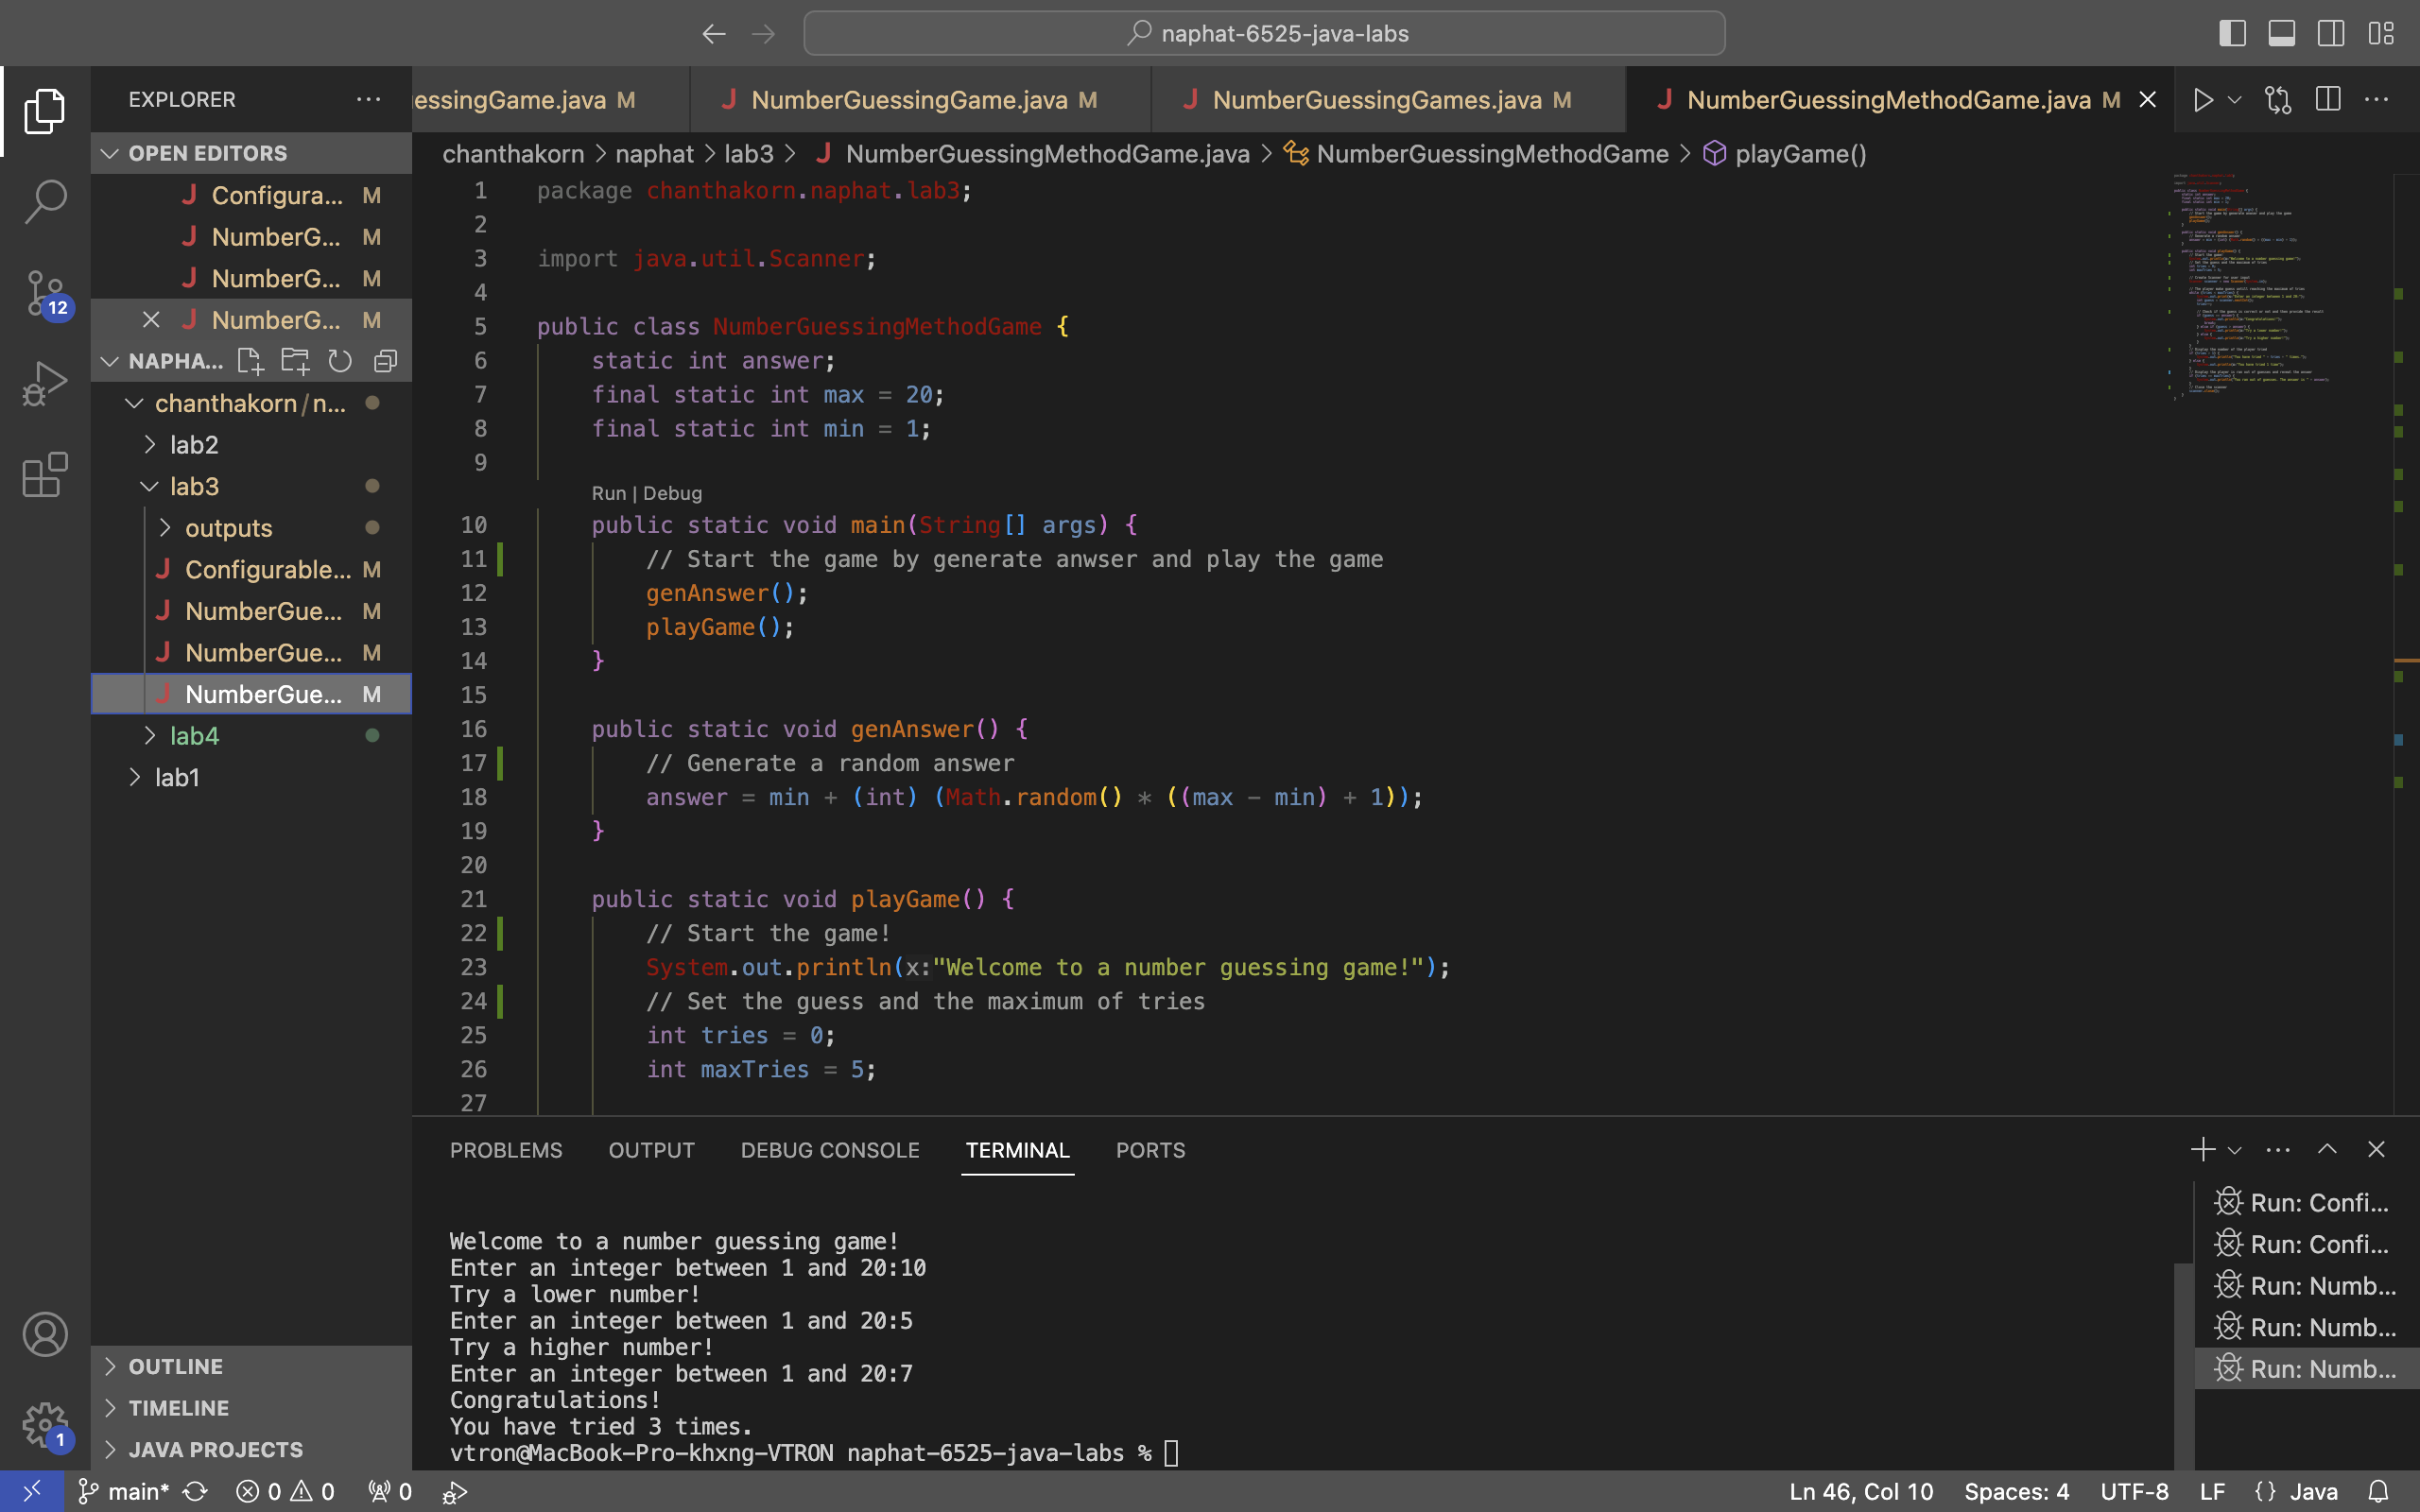 naphat-6525-java-labs
EXPLORER
essingGame.java M
NumberGuessingGame.java M
NumberGuessingGames.java M
NumberGuessingMethodGame.java M
OPEN EDITORS
Configura... M
NumberG... M
NumberG... M
NumberG... M
NAPHA...
chanthakorn/n...
lab2
lab3
outputs
Configurable... M
NumberGue... M
NumberGue... M
NumberGue... M
lab4
lab1
OUTLINE
TIMELINE
JAVA PROJECTS
12
1
chanthakorn > naphat > lab3 > NumberGuessingMethodGame.java > NumberGuessingMethodGame > playGame()
1 package chanthakorn.naphat.lab3;
2
3 import java.util.Scanner;
4
5 public class NumberGuessingMethodGame {
6 static int answer;
7 final static int max = 20;
8 final static int min = 1;
9
Run | Debug
10 public static void main(String[] args) {
11 // Start the game by generate anwser and play the game
12 genAnswer();
13 playGame();
14 }
15
16 public static void genAnswer() {
17 // Generate a random answer
18 answer = min + (int) (Math.random() * ((max - min) + 1));
19 }
20
21 public static void playGame() {
22 // Start the game!
23 System.out.println(x:"Welcome to a number guessing game!");
24 // Set the guess and the maximum of tries
25 int tries = 0;
26 int maxTries = 5;
27
PROBLEMS OUTPUT DEBUG CONSOLE TERMINAL PORTS
Welcome to a number guessing game!
Enter an integer between 1 and 20:10
Try a lower number!
Enter an integer between 1 and 20:5
Try a higher number!
Enter an integer between 1 and 20:7
Congratulations!
You have tried 3 times.
vtron@MacBook-Pro-khxng-VTRON naphat-6525-java-labs %
Run: Confi...
Run: Confi...
Run: Numb...
Run: Numb...
Run: Numb...
main* 0 0 0 Ln 46, Col 10 Spaces: 4 UTF-8 LF {} Java